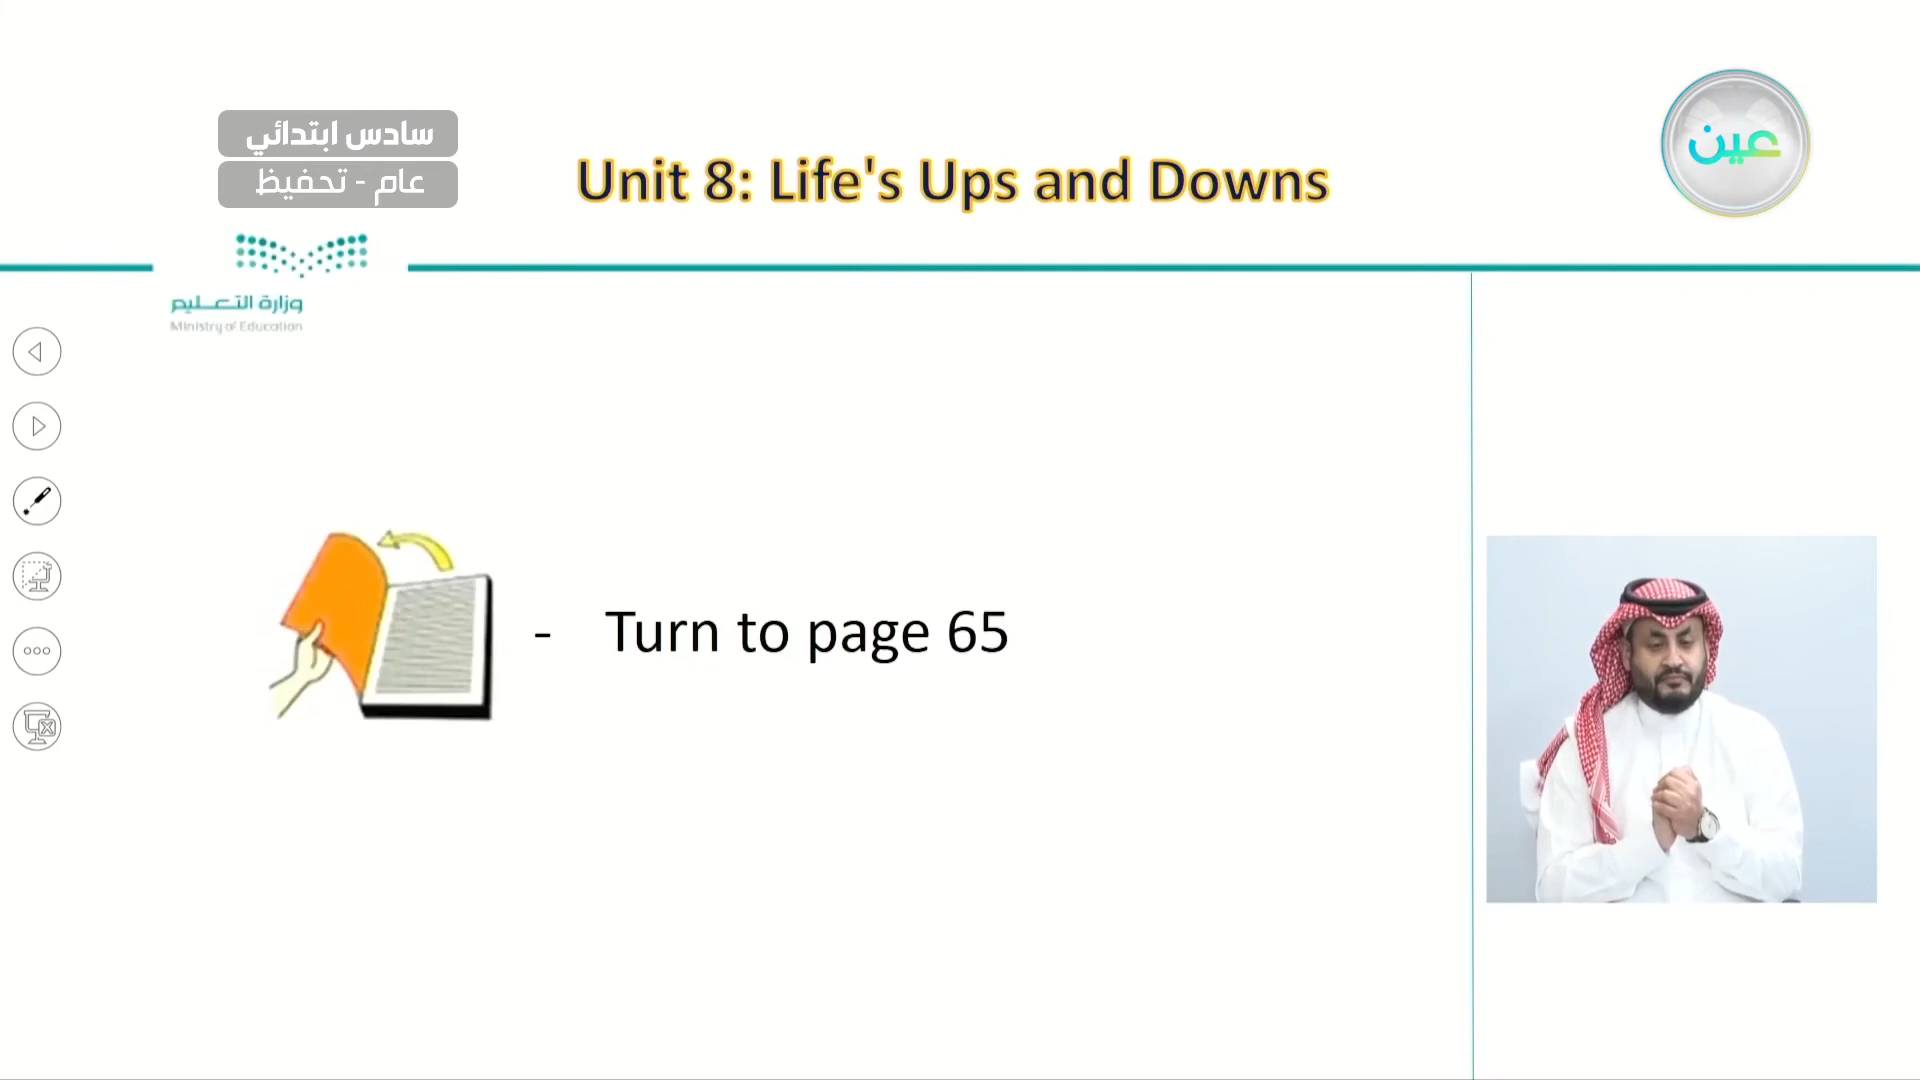 سادس ابتدائي
عام - تحفيظ
Unit 8: Life's Ups and Downs
عين
وزارة التعليم
Ministry of Education
- Turn to page 65